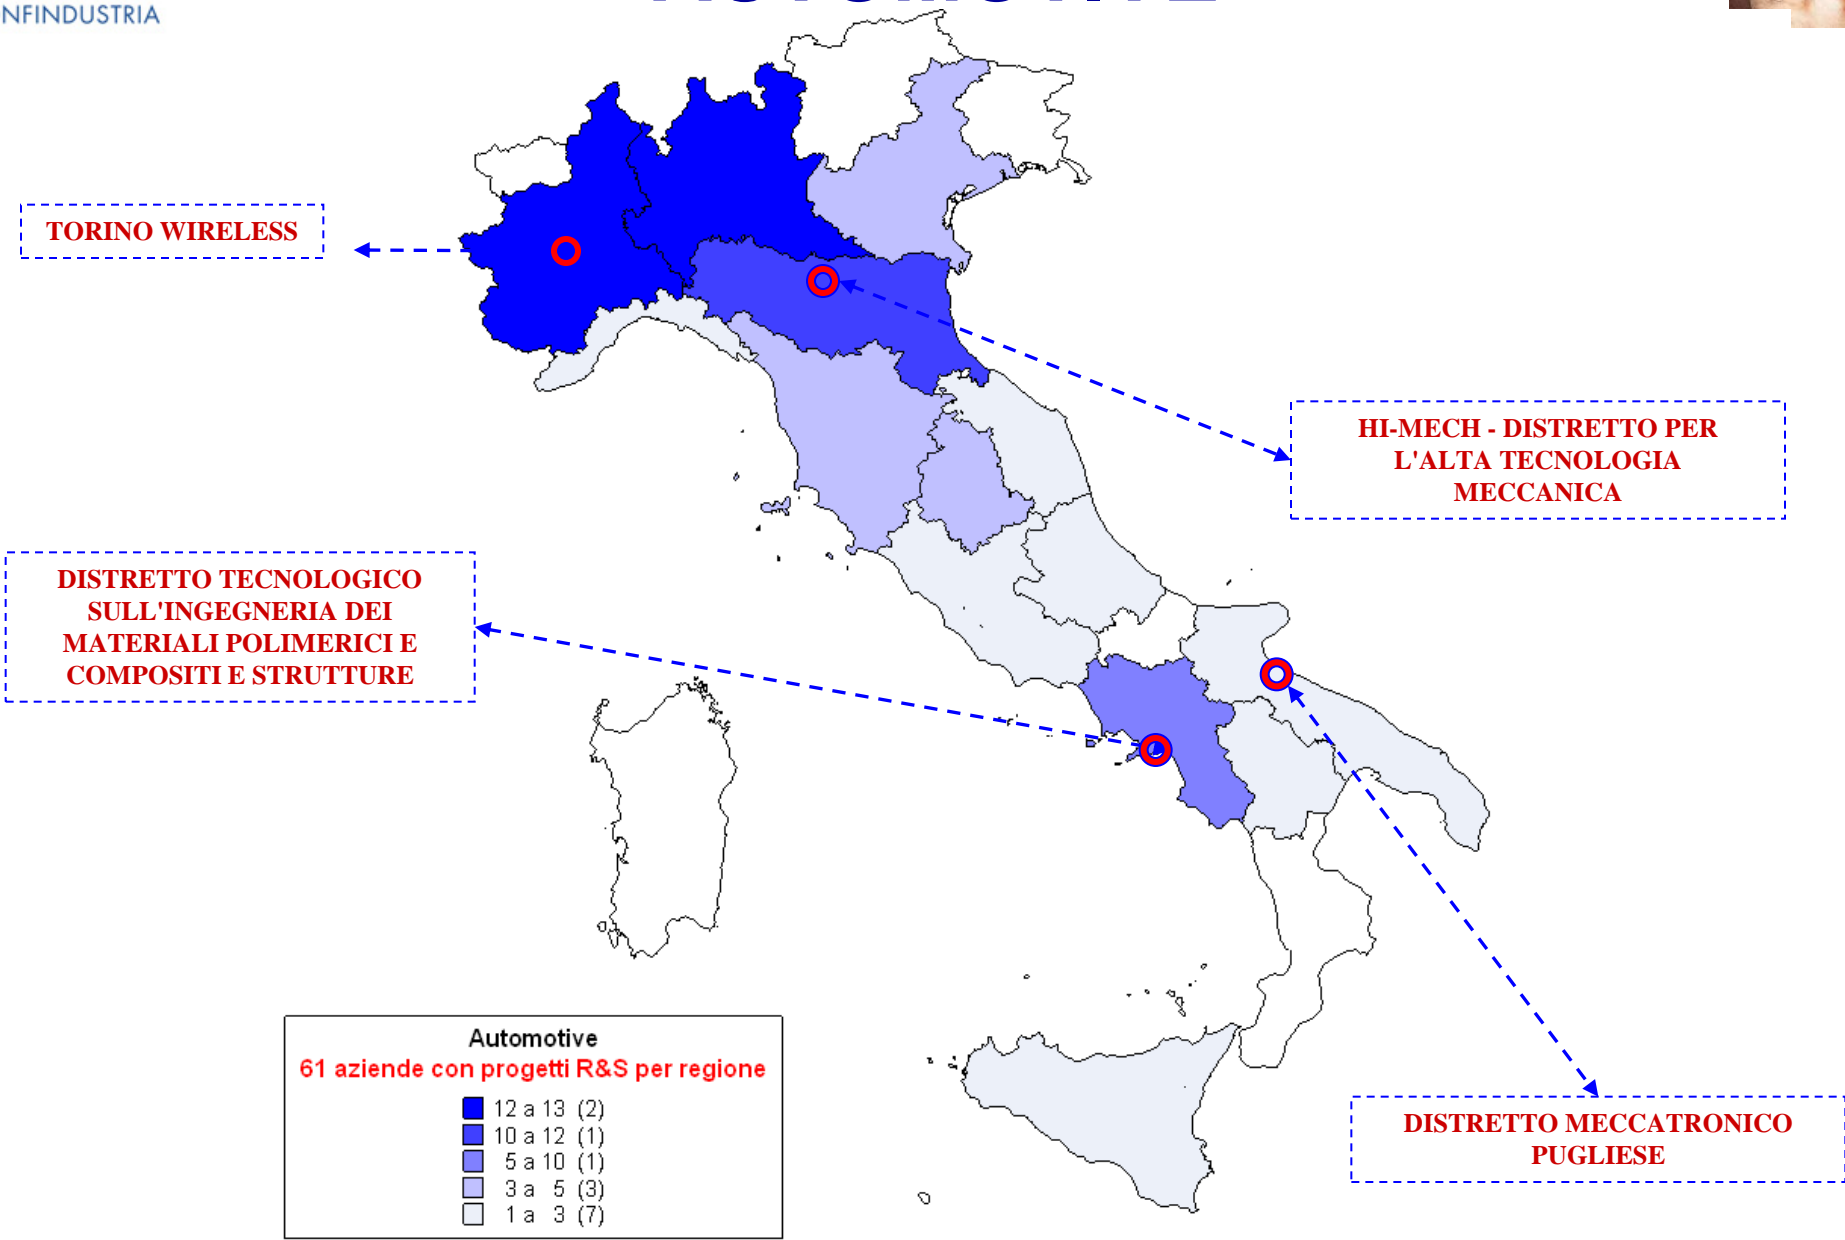 NFINDUSTRIA
AUTOMOTIVE
TORINO WIRELESS
HI-MECH - DISTRETTO PER
L'ALTA TECNOLOGIA
MECCANICA
DISTRETTO TECNOLOGICO
SULL'INGEGNERIA DEI
MATERIALI POLIMERICI E
COMPOSITI E STRUTTURE
Automotive
61 aziende con progetti R&S per regione
12 a 13 (2)
10 a 12 (1)
5 a 10 (1)
3 a 5 (3)
1 a 3 (7)
DISTRETTO MECCATRONICO
PUGLIESE